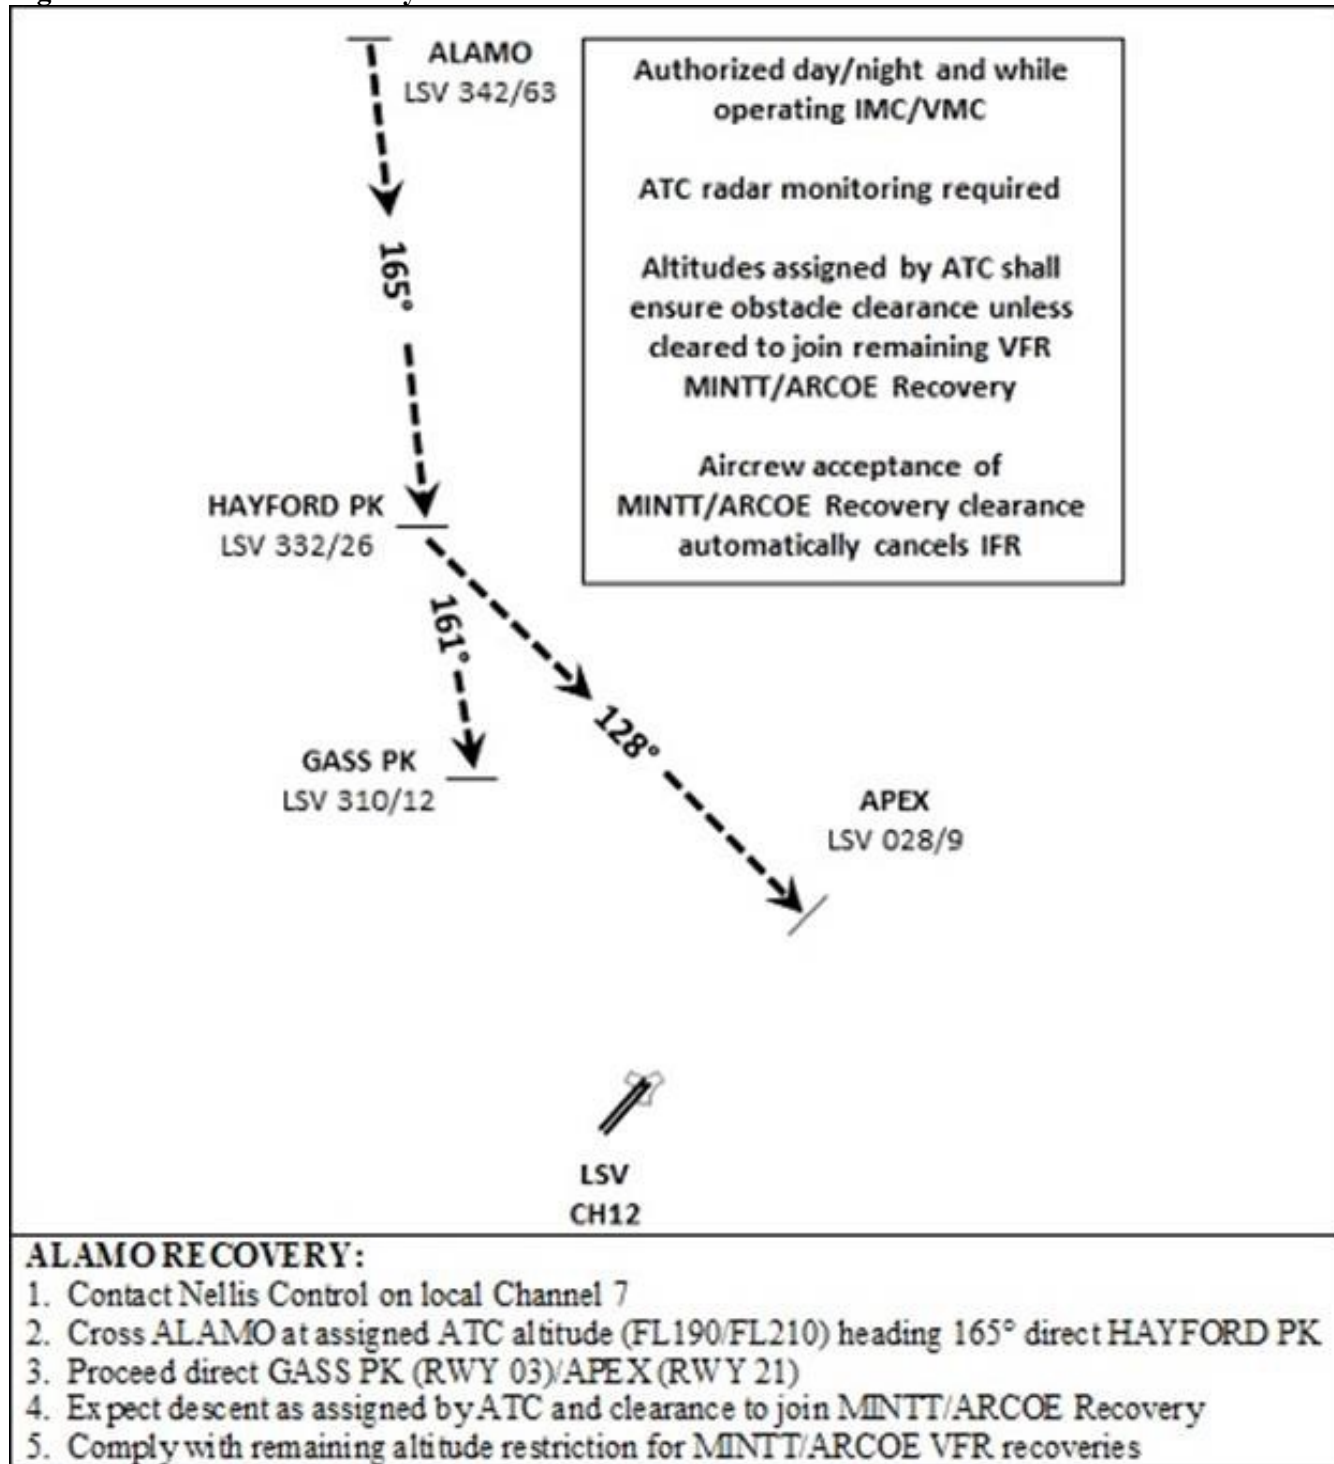 ALAMO
LSV 342/63
Authorized day/night and while
operating IMC/VMC
ATC radar monitoring required
Altitudes assigned by ATC shall
ensure obstacle clearance unless
cleared to join remaining VFR
MINTT/ARCOE Recovery
Aircrew acceptance of
MINTT/ARCOE Recovery clearance
automatically cancels IFR
165°
HAYFORD PK
LSV 332/26
161°
128°
GASS PK
LSV 310/12
APEX
LSV 028/9
LSV
CH12
ALAMO RECOVERY:
1. Contact Nellis Control on local Channel 7
2. Cross ALAMO at assigned ATC altitude (FL190/FL210) heading 165° direct HAYFORD PK
3. Proceed direct GASS PK (RWY 03)/APEX (RWY 21)
4. Expect descent as assigned by ATC and clearance to join MINTT/ARCOE Recovery
5. Comply with remaining altitude restriction for MINTT/ARCOE VFR recoveries